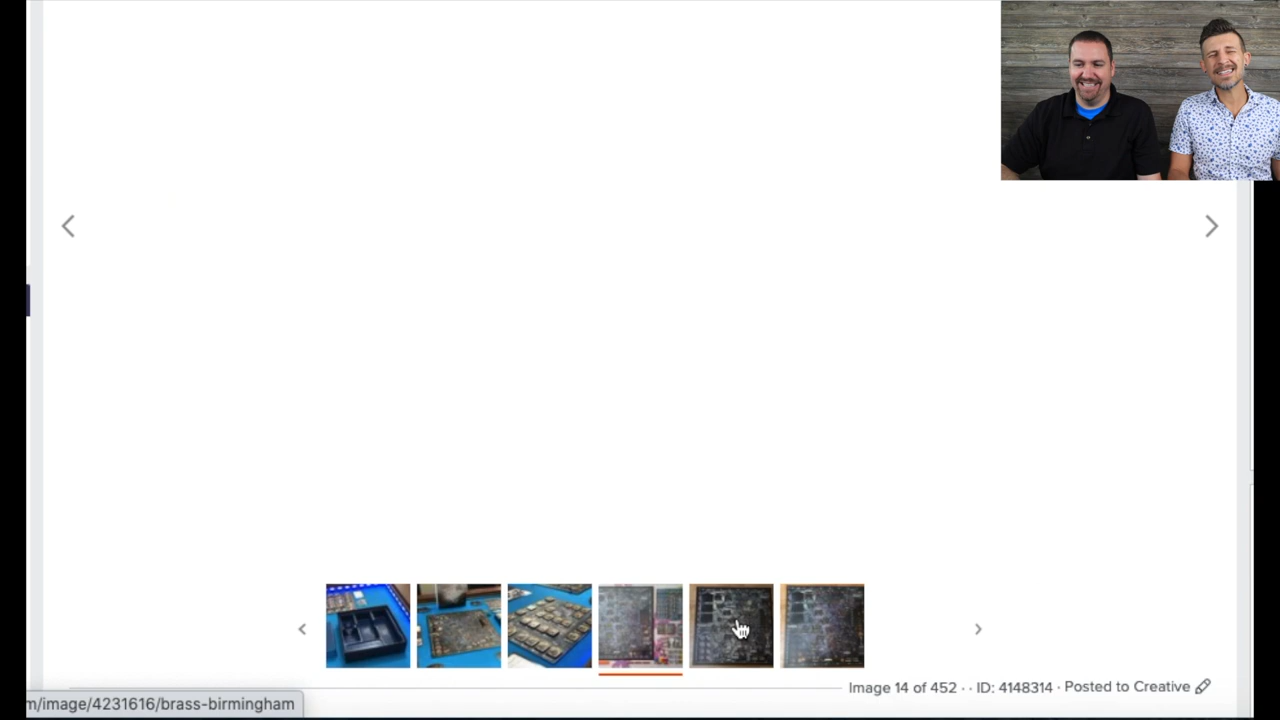 Image 14 of 452 · · ID: 4148314 · Posted to Creative
m/image/4231616/brass-birmingham